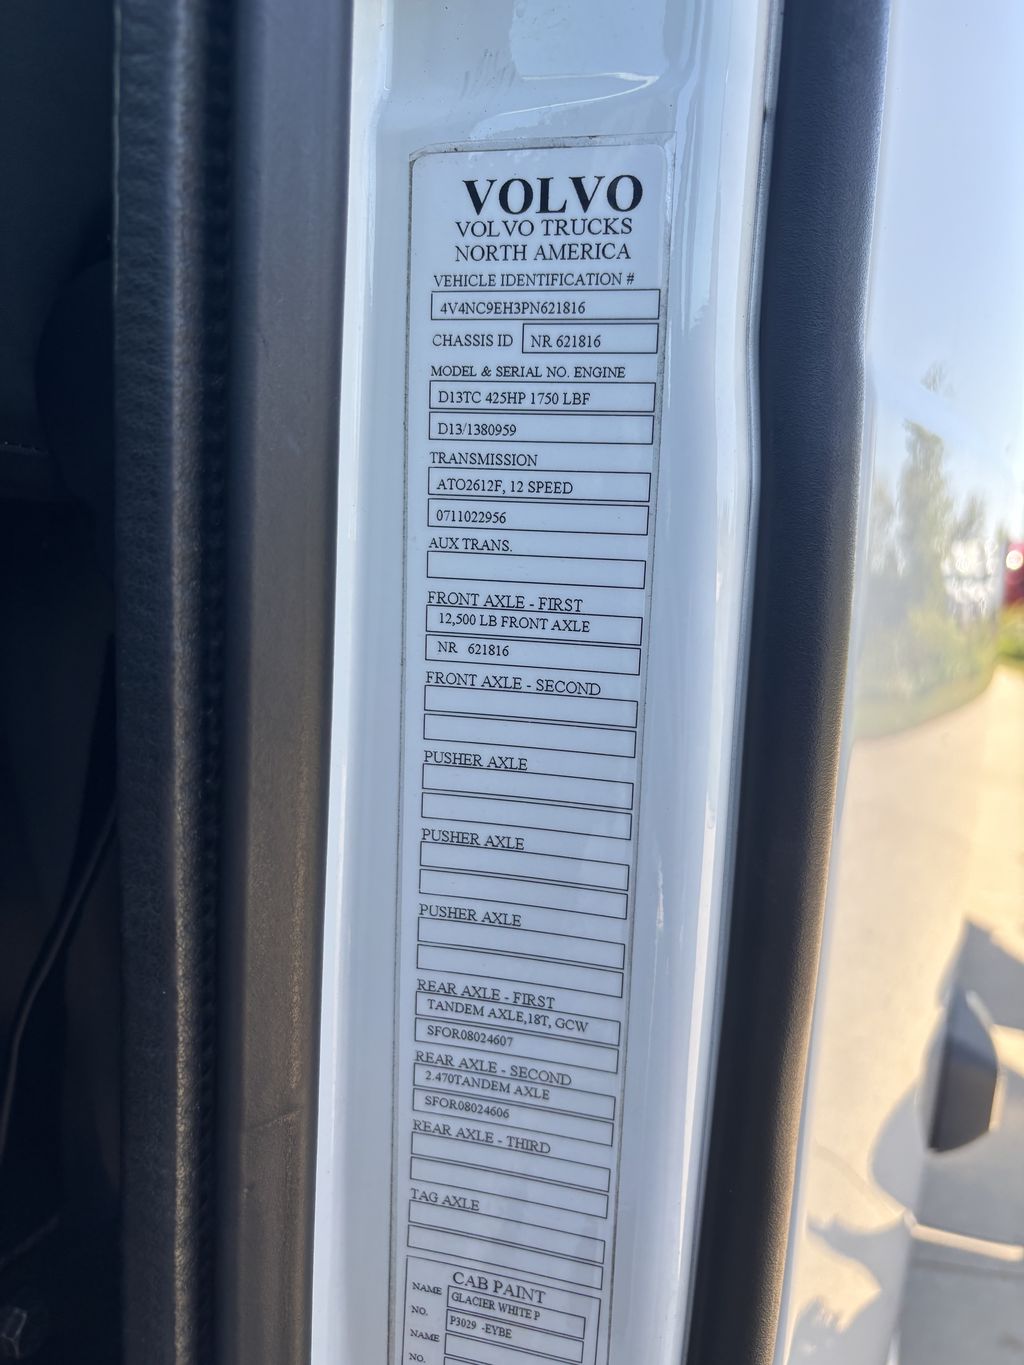 VOLVO
VOLVO TRUCKS
NORTH AMERICA
VEHICLE IDENTIFICATION #
4V4NC9EH3PN621816
CHASSIS ID NR 621816
MODEL & SERIAL NO. ENGINE
D13TC 425HP 1750 LBF
D13/1380959
TRANSMISSION
ATO2612F, 12 SPEED
0711022956
AUX TRANS.
FRONT AXLE - FIRST
12,500 LB FRONT AXLE
NR 621816
FRONT AXLE - SECOND
PUSHER AXLE
PUSHER AXLE
PUSHER AXLE
REAR AXLE - FIRST
TANDEM AXLE,18T, GCW
SFOR08024607
REAR AXLE - SECOND
2.470TANDEM AXLE
SFOR08024606
REAR AXLE - THIRD
TAG AXLE
CAB PAINT
NAME GLACIER WHITE P
NO. P3029 -EYBE
NAME
NO.